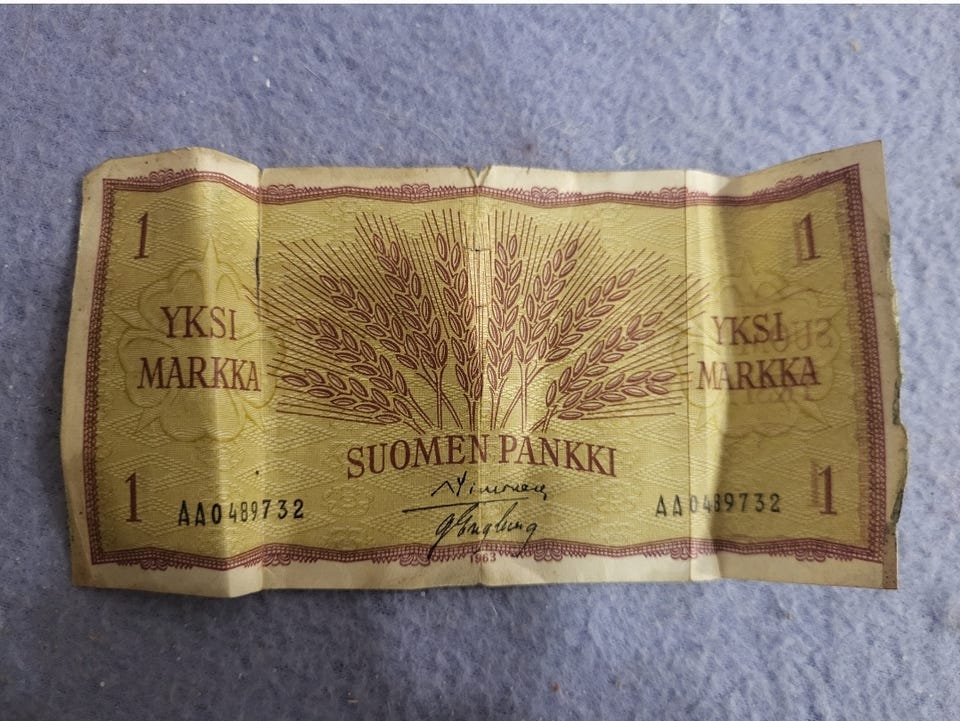 1 1
YKSI
MARKKA
YKSI
MARKKA
SUOMEN PANKKI
1 1
AA0489732 AA0489732
1963